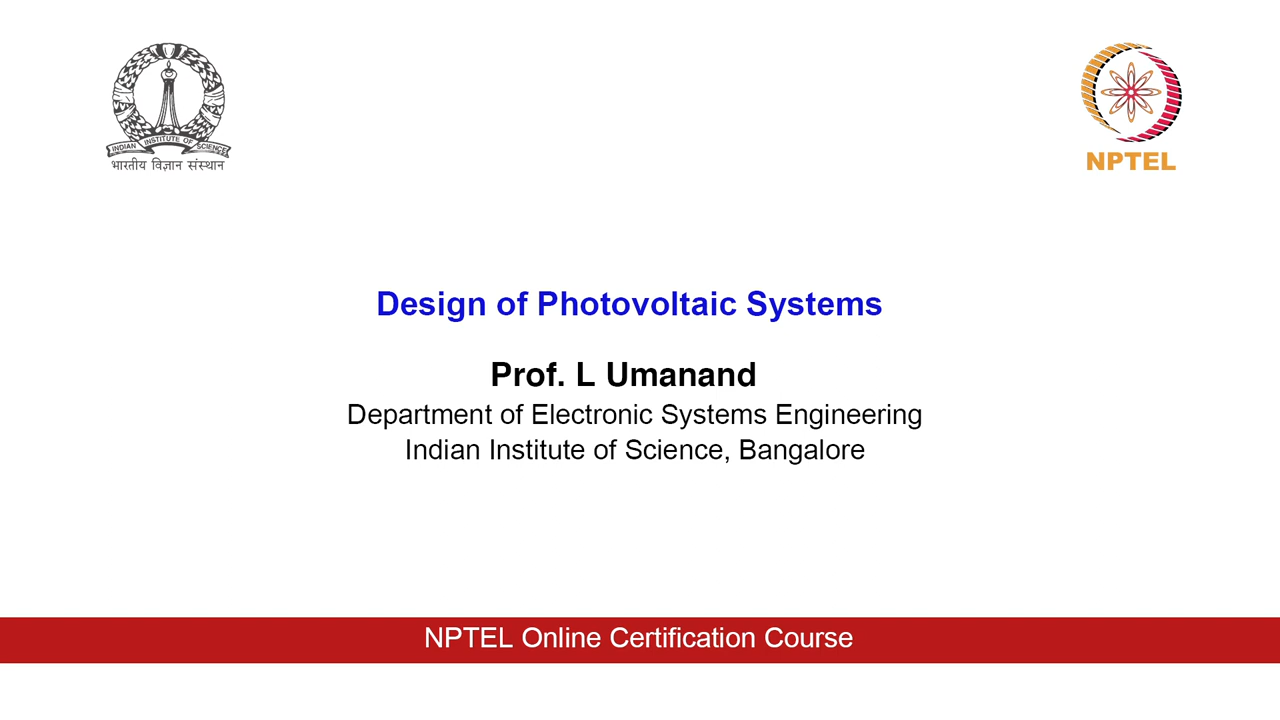 INDIAN INSTITUTE OF SCIENCE
भारतीय विज्ञान संस्थान
NPTEL
Design of Photovoltaic Systems
Prof. L Umanand
Department of Electronic Systems Engineering
Indian Institute of Science, Bangalore
NPTEL Online Certification Course